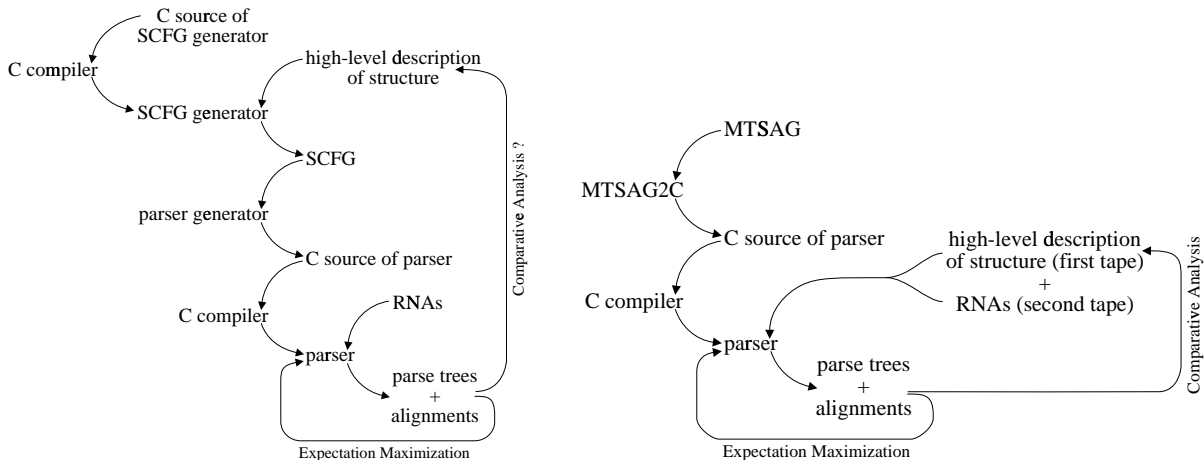 C source of
SCFG generator
C compiler
high-level description
of structure
SCFG generator
SCFG
parser generator
C source of parser
C compiler
RNAs
parser
parse trees
+
alignments
Expectation Maximization
Comparative Analysis ?
MTSAG
MTSAG2C
C source of parser
high-level description
of structure (first tape)
+
RNAs (second tape)
C compiler
parser
parse trees
+
alignments
Expectation Maximization
Comparative Analysis